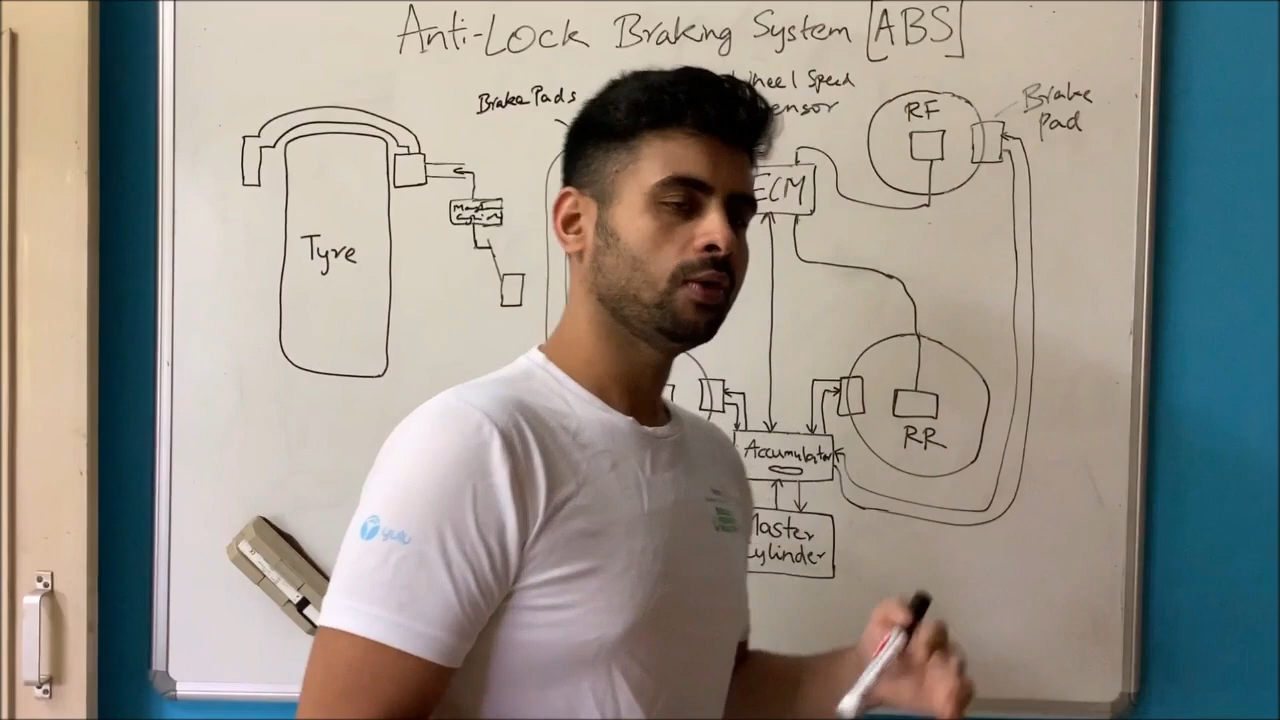 Anti-Lock Braking System [ABS]
Brake Pads
Wheel Speed
Sensor
RF
Brake
Pad
ECM
Tyre
RR
Accumulator
Master
Cylinder
yulu